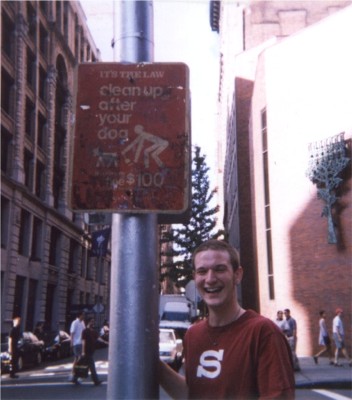 IT'S THE LAW
clean up
after
your
dog
$100
S